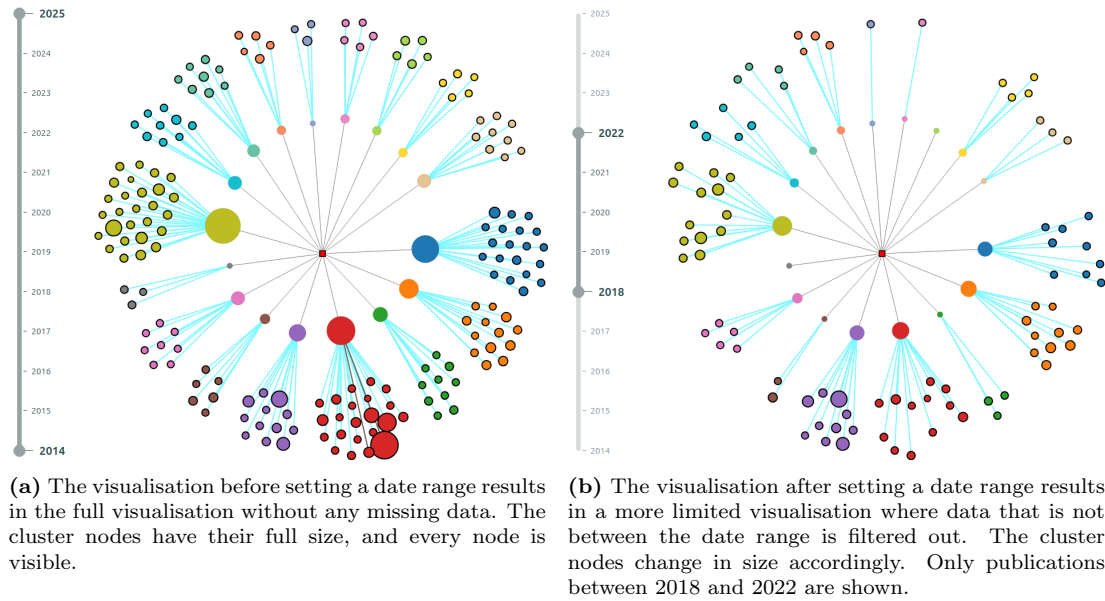 2025
2024
2023
2022
2021
2020
2019
2018
2017
2016
2015
2014
(a) The visualisation before setting a date range results
in the full visualisation without any missing data. The
cluster nodes have their full size, and every node is
visible.
2025
2024
2023
2022
2021
2020
2019
2018
2017
2016
2015
2014
(b) The visualisation after setting a date range results
in a more limited visualisation where data that is not
between the date range is filtered out. The cluster
nodes change in size accordingly. Only publications
between 2018 and 2022 are shown.